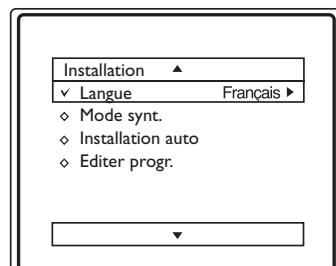 Installation
Langue Français
Mode synt.
Installation auto
Editer progr.